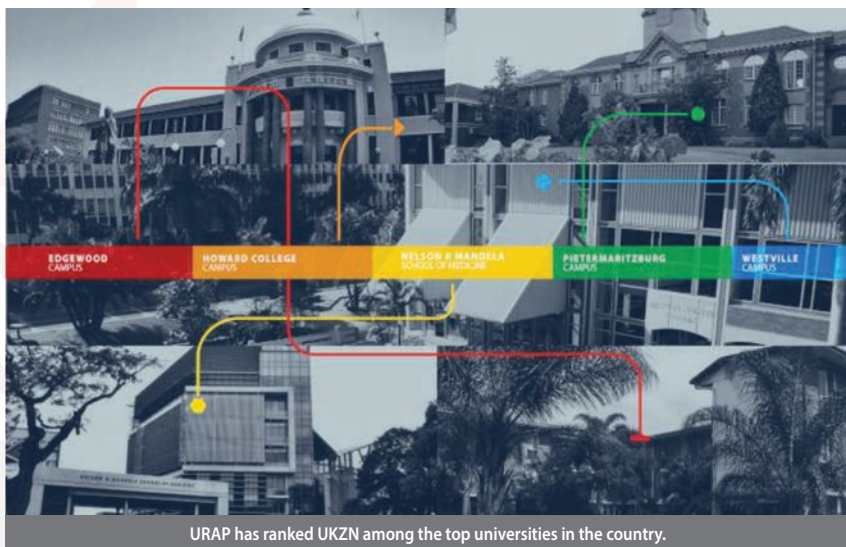 EDGEWOOD
CAMPUS
HOWARD COLLEGE
CAMPUS
NELSON R MANDELA
SCHOOL OF MEDICINE
PIETERMARITZBURG
CAMPUS
WESTVILLE
CAMPUS
URAP has ranked UKZN among the top universities in the country.